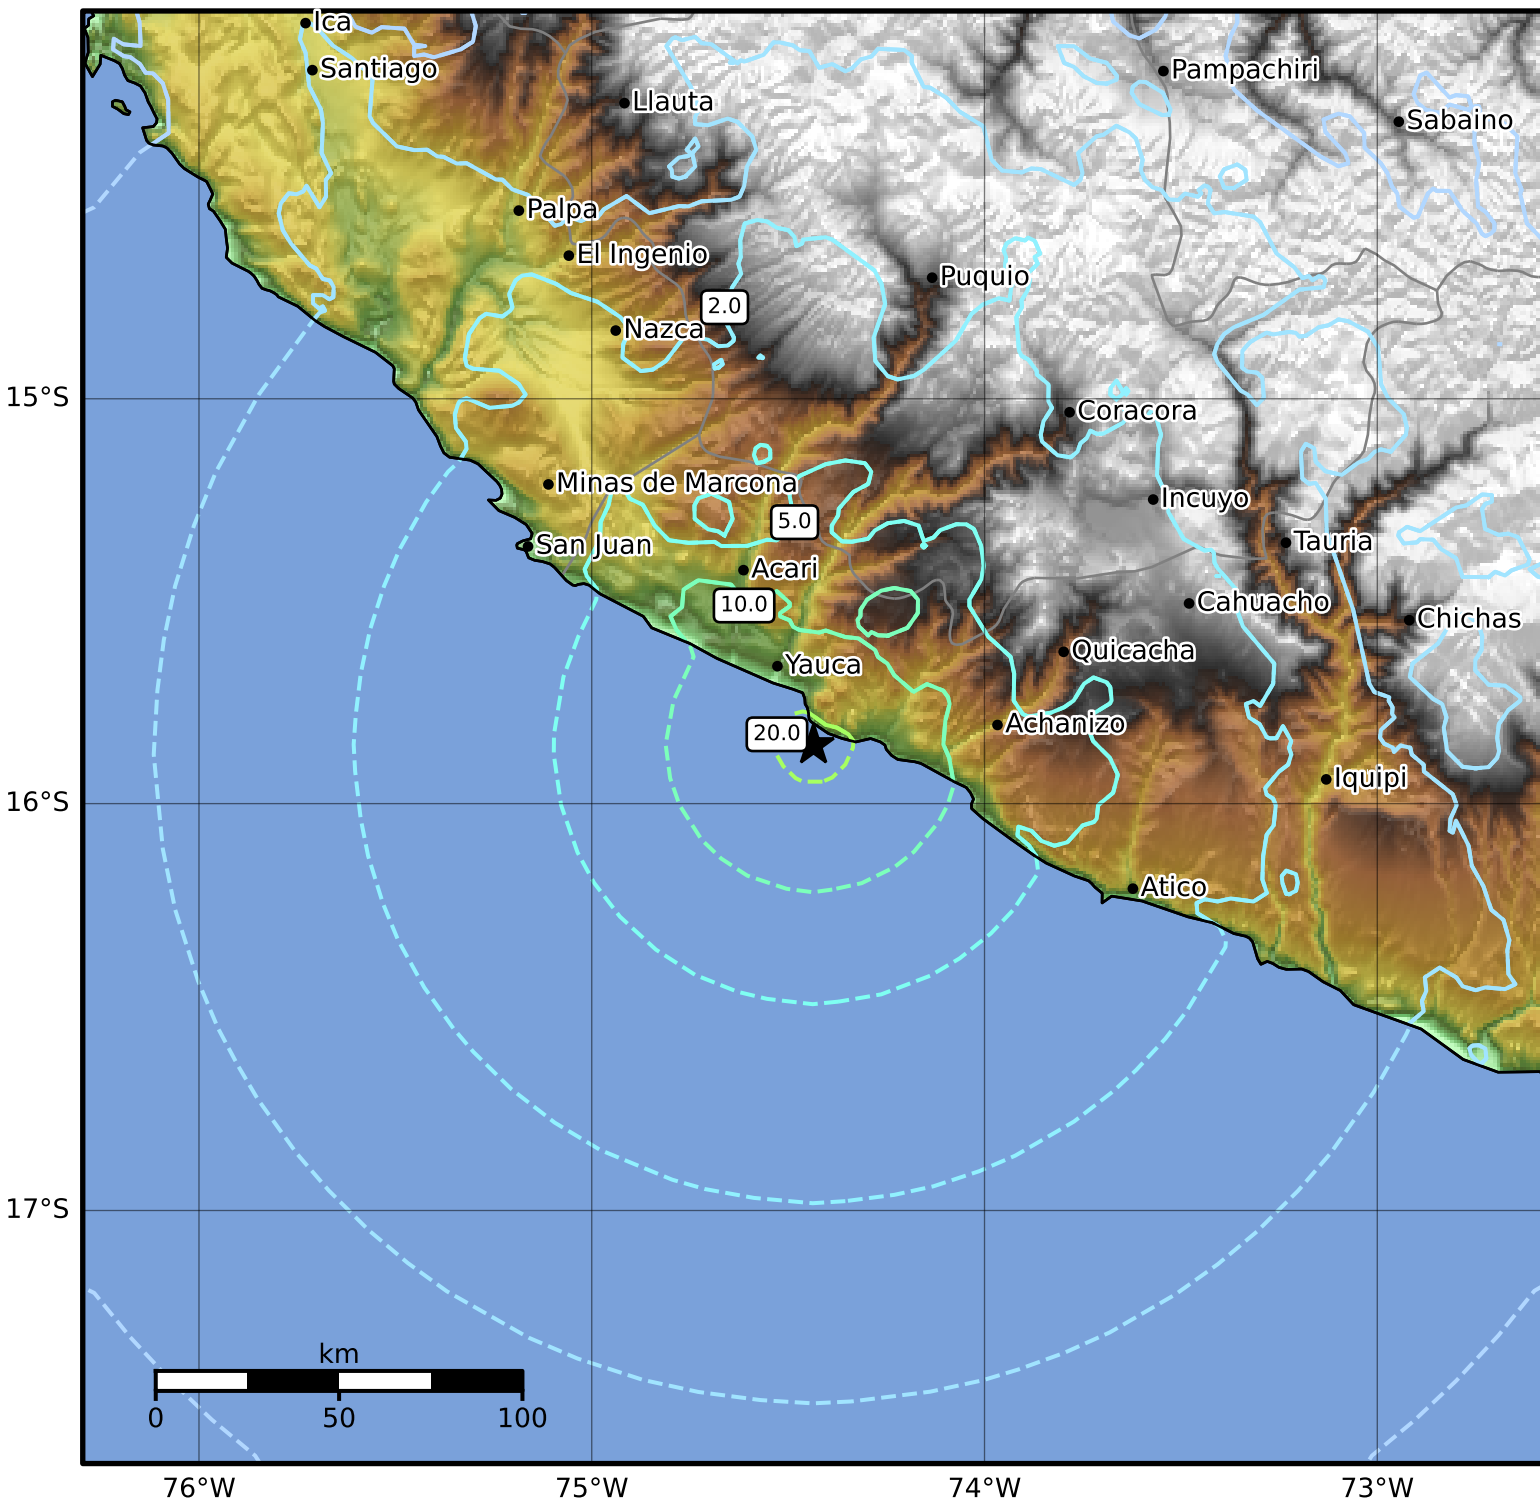 Ica
Santiago
Pampachiri
Llauta
Sabaino
Palpa
El Ingenio
Puquio
2.0
Nazca
15°S
Coracora
Minas de Marcona
Incuyo
5.0
San Juan
Tauria
Acari
10.0
Cahuacho
Chichas
Quicacha
Yauca
Achanizo
20.0
Iquipi
16°S
Atico
17°S
km
0 50 100
76°W 75°W 74°W 73°W